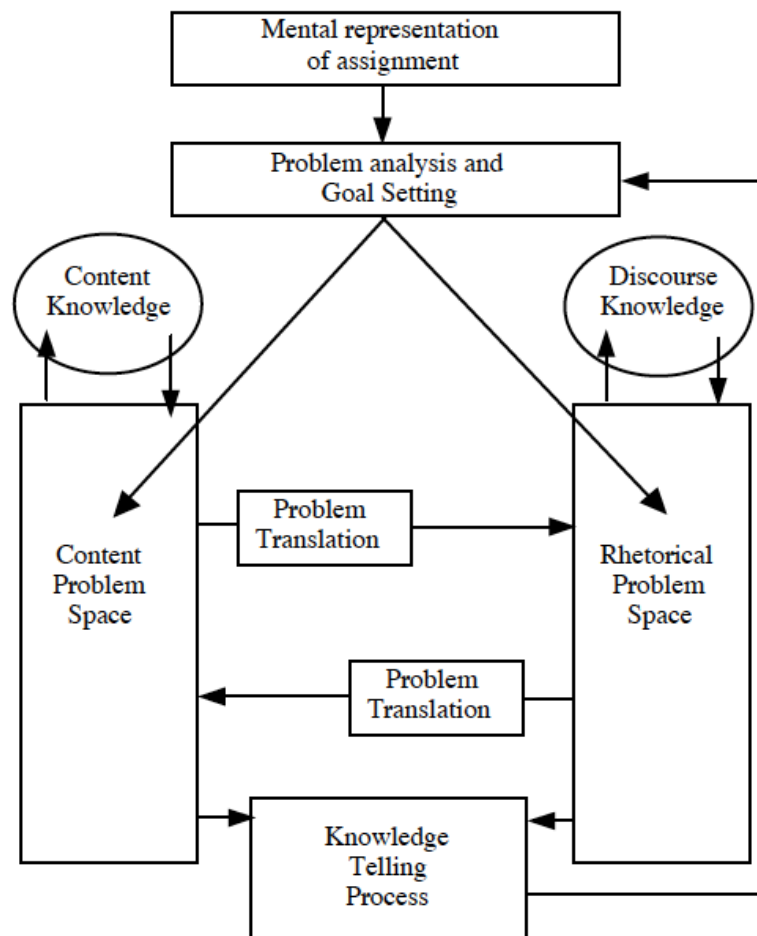 Mental representation
of assignment
Problem analysis and
Goal Setting
Content
Knowledge
Discourse
Knowledge
Problem
Translation
Content
Problem
Space
Rhetorical
Problem
Space
Problem
Translation
Knowledge
Telling
Process